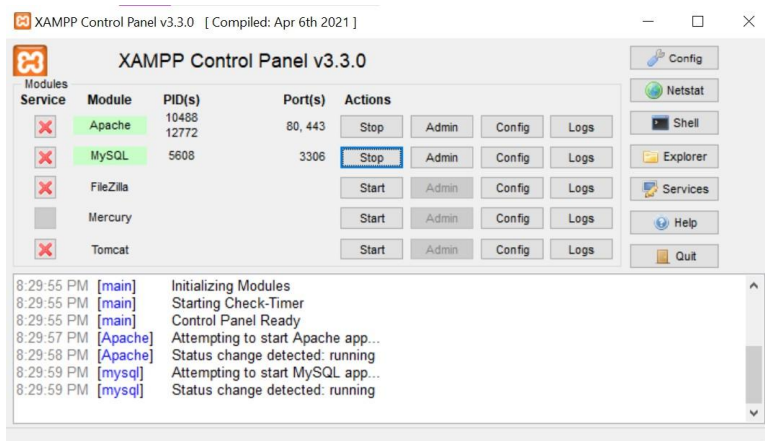 XAMPP Control Panel v3.3.0 [ Compiled: Apr 6th 2021 ]
XAMPP Control Panel v3.3.0
Config
Modules
Service Module PID(s) Port(s) Actions
Netstat
Apache 10488 80, 443 Stop Admin Config Logs
12772
Shell
MySQL 5608 3306 Stop Admin Config Logs
Explorer
FileZilla Start Admin Config Logs
Services
Mercury Start Admin Config Logs
Help
Tomcat Start Admin Config Logs
Quit
8:29:55 PM [main] Initializing Modules
8:29:55 PM [main] Starting Check-Timer
8:29:55 PM [main] Control Panel Ready
8:29:57 PM [Apache] Attempting to start Apache app...
8:29:58 PM [Apache] Status change detected: running
8:29:59 PM [mysql] Attempting to start MySQL app...
8:29:59 PM [mysql] Status change detected: running